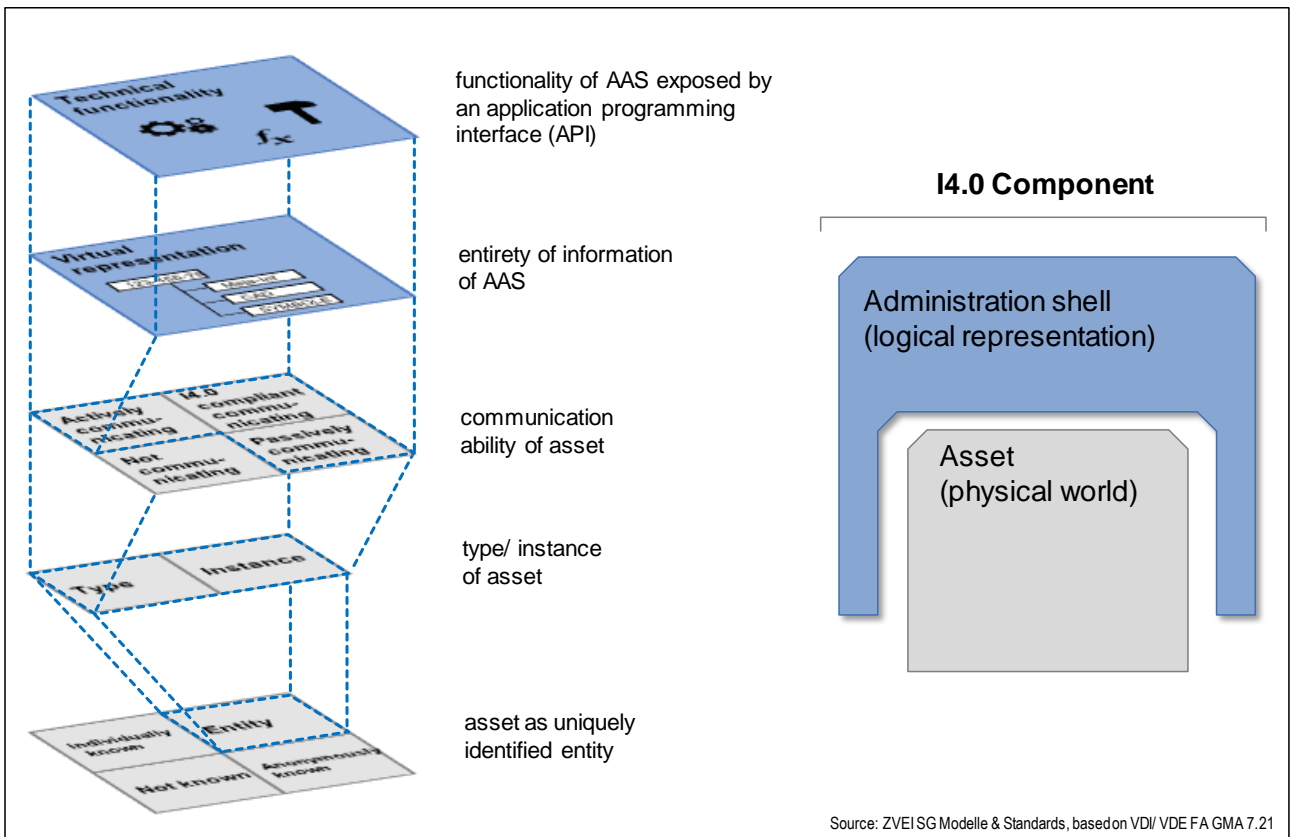 Technical
functionality
fx
functionality of AAS exposed by
an application programming
interface (API)
Virtual
representation
CAD
entirety of information
of AAS
Actively
commu-
nicating
I4.0
compliant
commu-
nicating
Not
commu-
nicating
Passively
commu-
nicating
communication
ability of asset
Type
Instance
type/ instance
of asset
Individually
known
Entity
Not known
Anonymously
known
asset as uniquely
identified entity
I4.0 Component
Administration shell
(logical representation)
Asset
(physical world)
Source: ZVEI SG Modelle & Standards, based on VDI/ VDE FA GMA 7.21